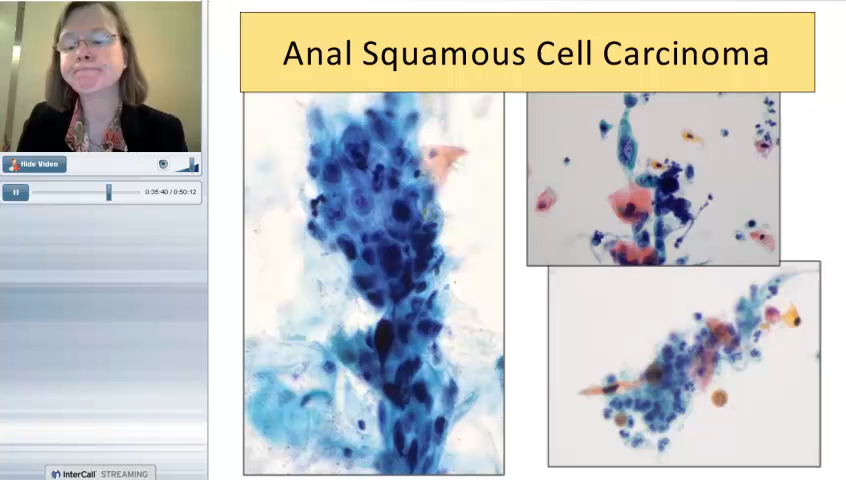 Anal Squamous Cell Carcinoma
Hide Video
0:35:40 / 0:50:12
InterCall STREAMING